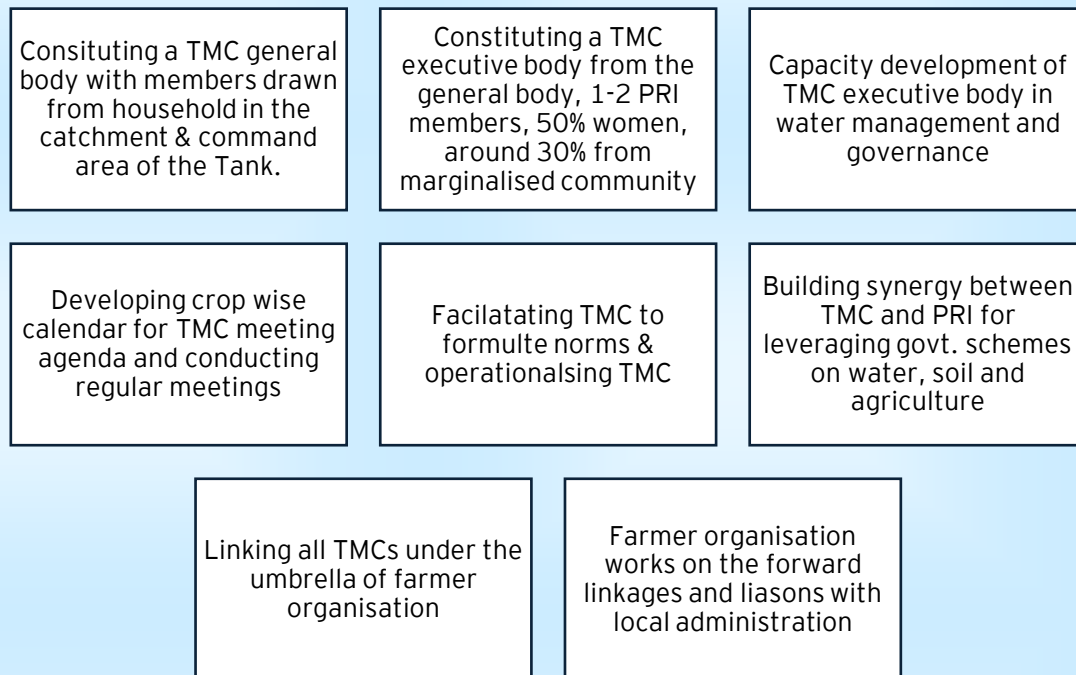 Consituting a TMC general
body with members drawn
from household in the
catchment & command
area of the Tank.
Constituting a TMC
executive body from the
general body, 1-2 PRI
members, 50% women,
around 30% from
marginalised community
Capacity development of
TMC executive body in
water management and
governance
Developing crop wise
calendar for TMC meeting
agenda and conducting
regular meetings
Facilatating TMC to
formulte norms &
operationalsing TMC
Building synergy between
TMC and PRI for
leveraging govt. schemes
on water, soil and
agriculture
Linking all TMCs under the
umbrella of farmer
organisation
Farmer organisation
works on the forward
linkages and liasons with
local administration